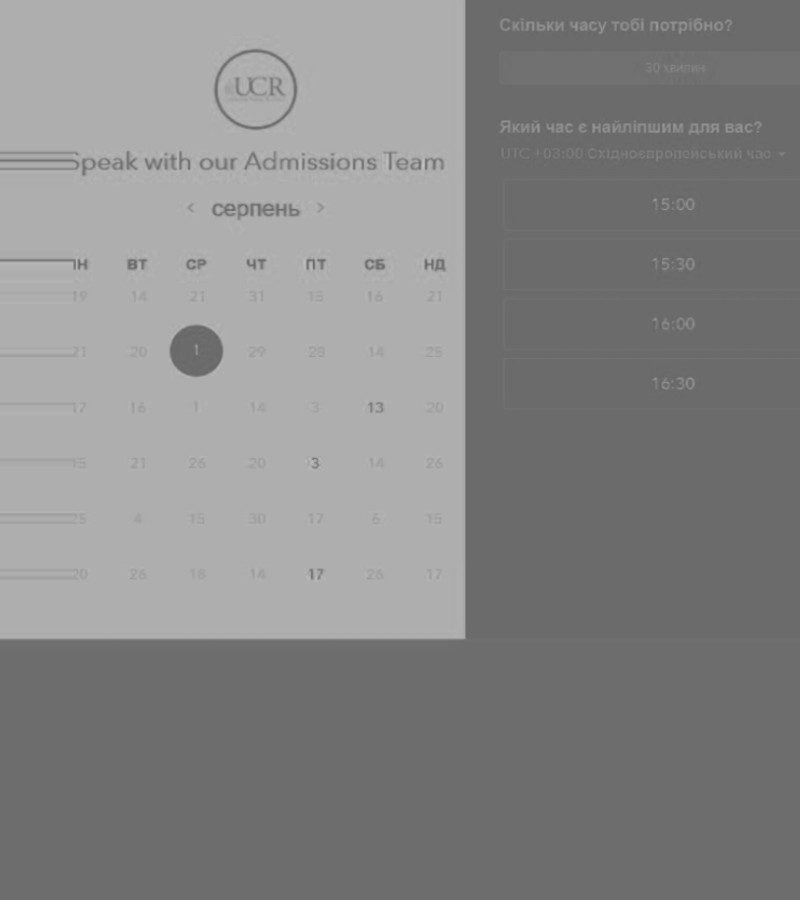 UCR
Speak with our Admissions Team
< серпень >
ВТ СР ЧТ ПТ СБ НД
19 14 21 31 15 16 21
21 20 1 29 28 14 25
17 16 1 14 3 13 20
15 21 26 20 3 14 26
4 15 30 17 6 15
20 26 18 14 17 26 17
Скільки часу тобі потрібно?
30 хвилин
Який час є найліпшим для вас?
UTC +03:00 Східноєвропейський час
15:00
15:30
16:00
16:30